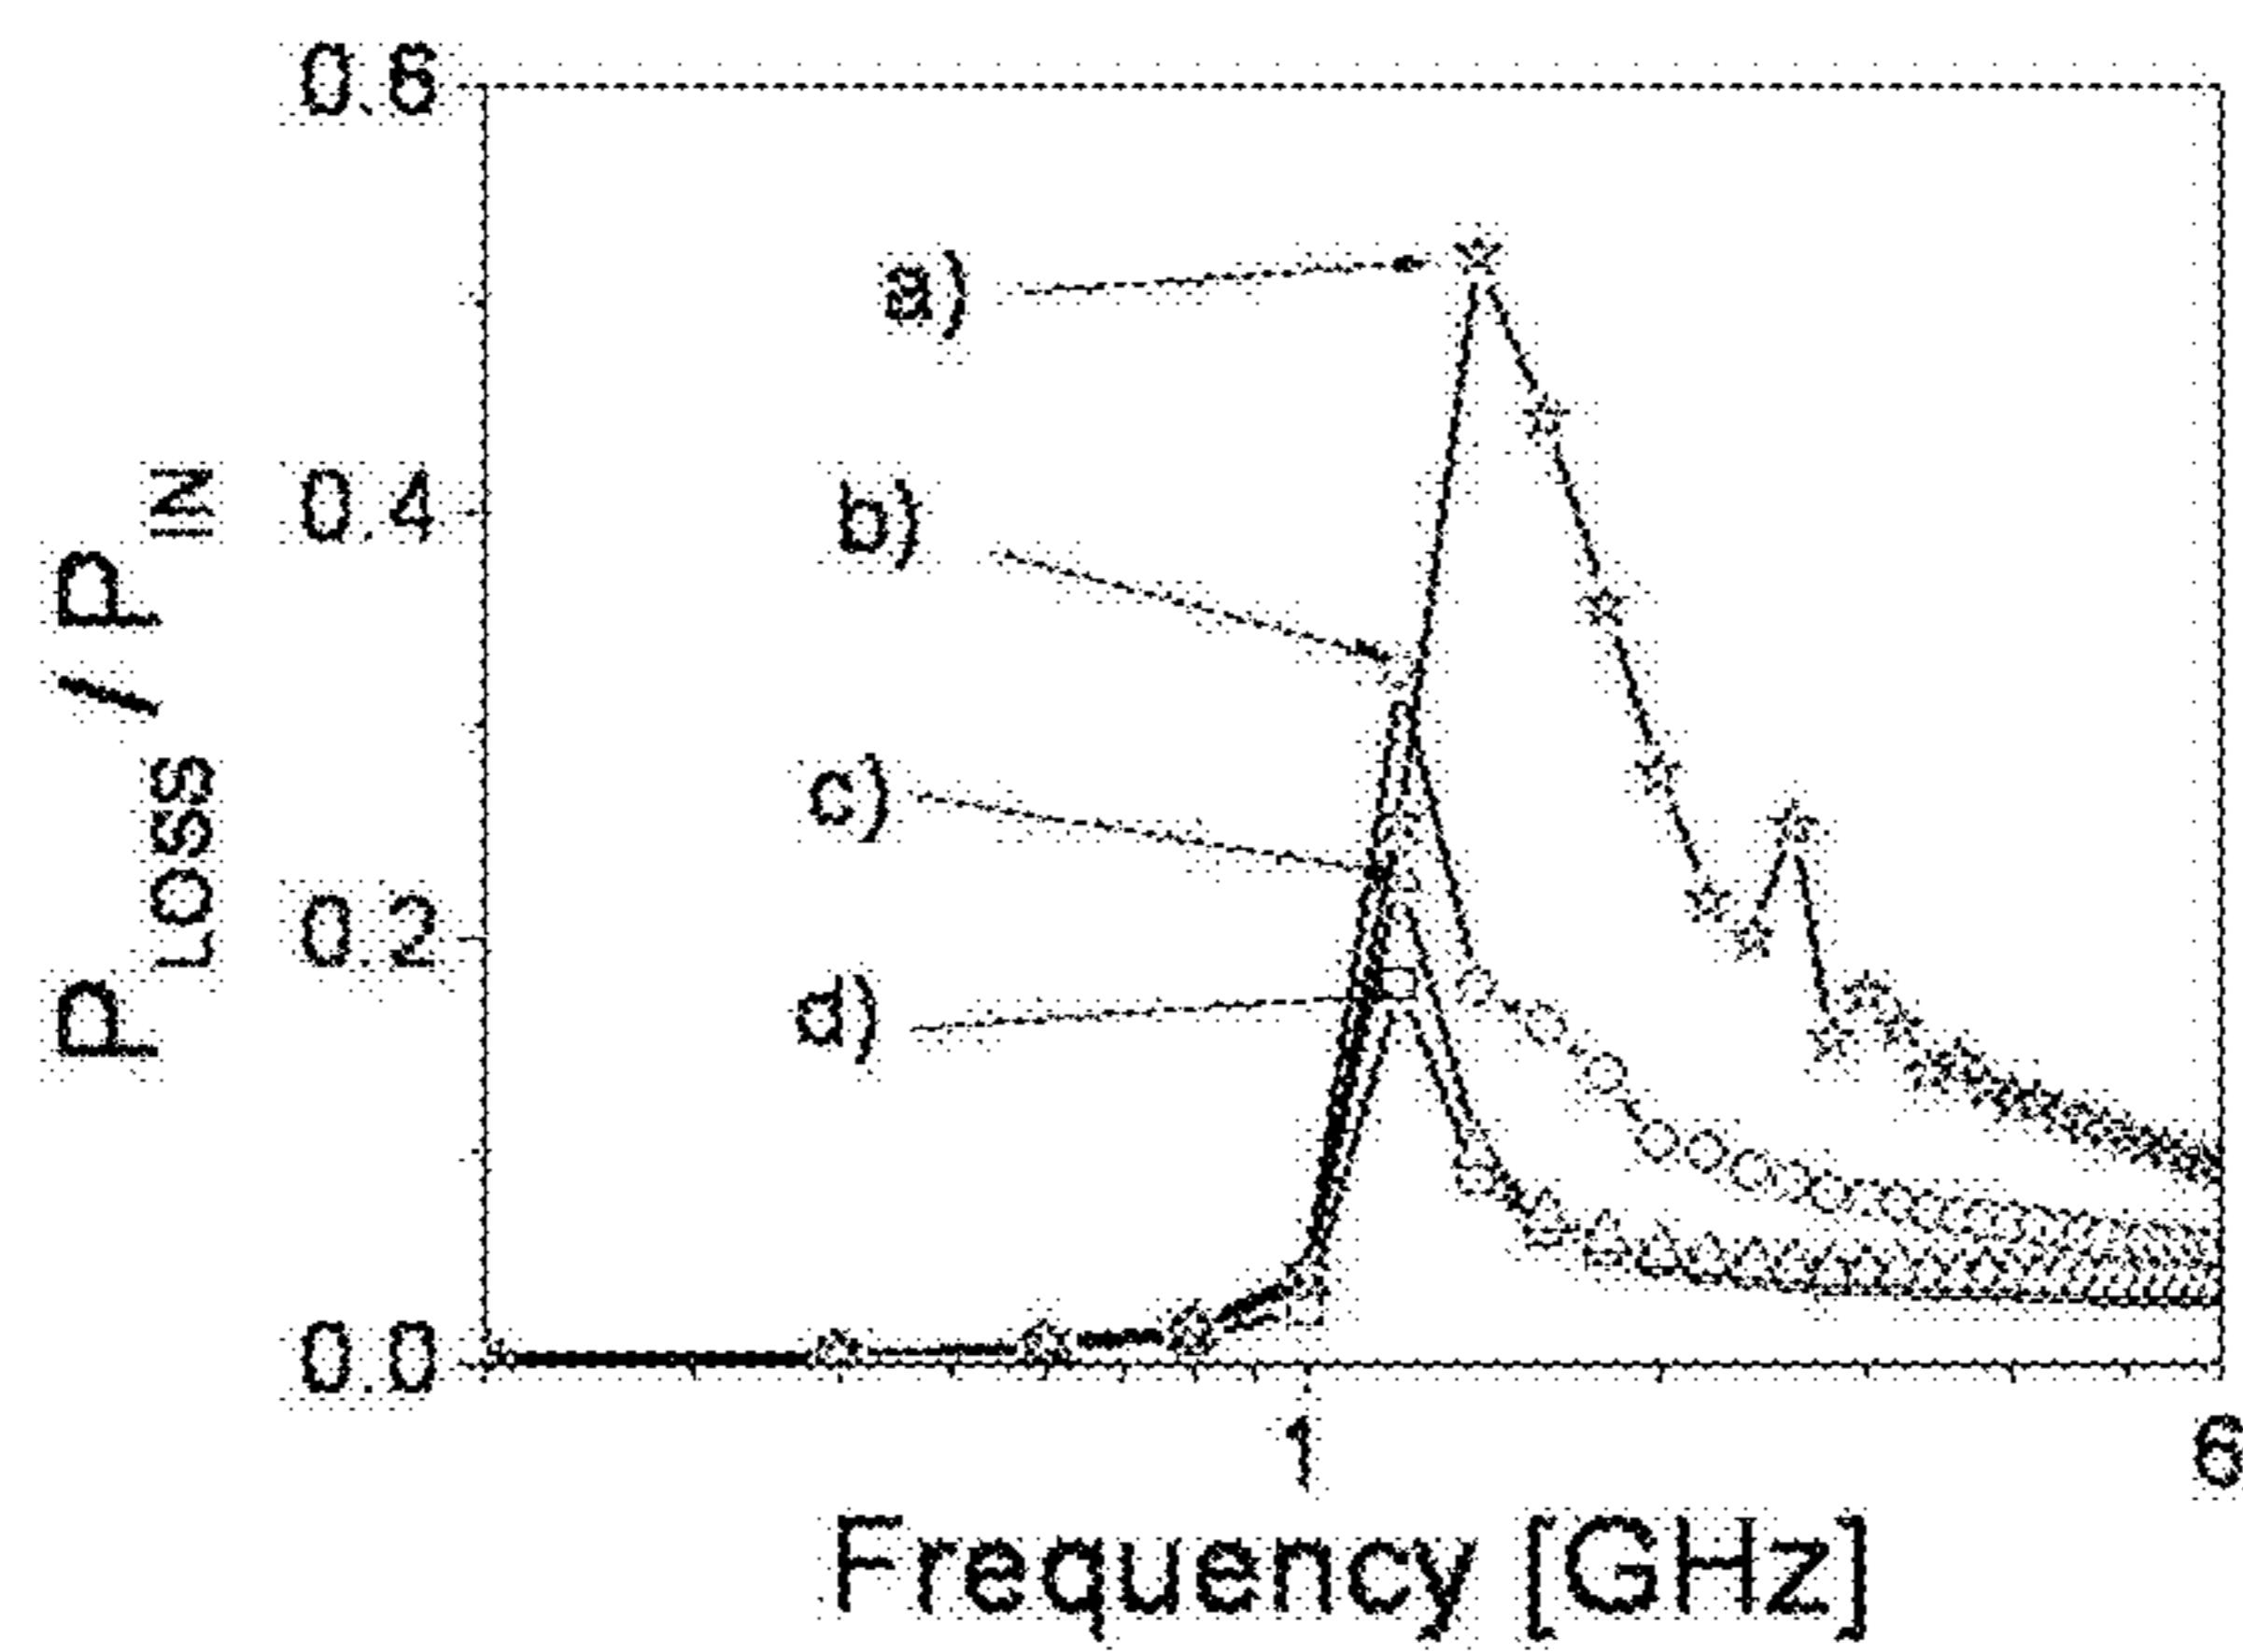 0.6
a)
P_LOSS / P_IN
0.4
b)
c)
0.2
d)
0.0
1
6
Frequency [GHz]